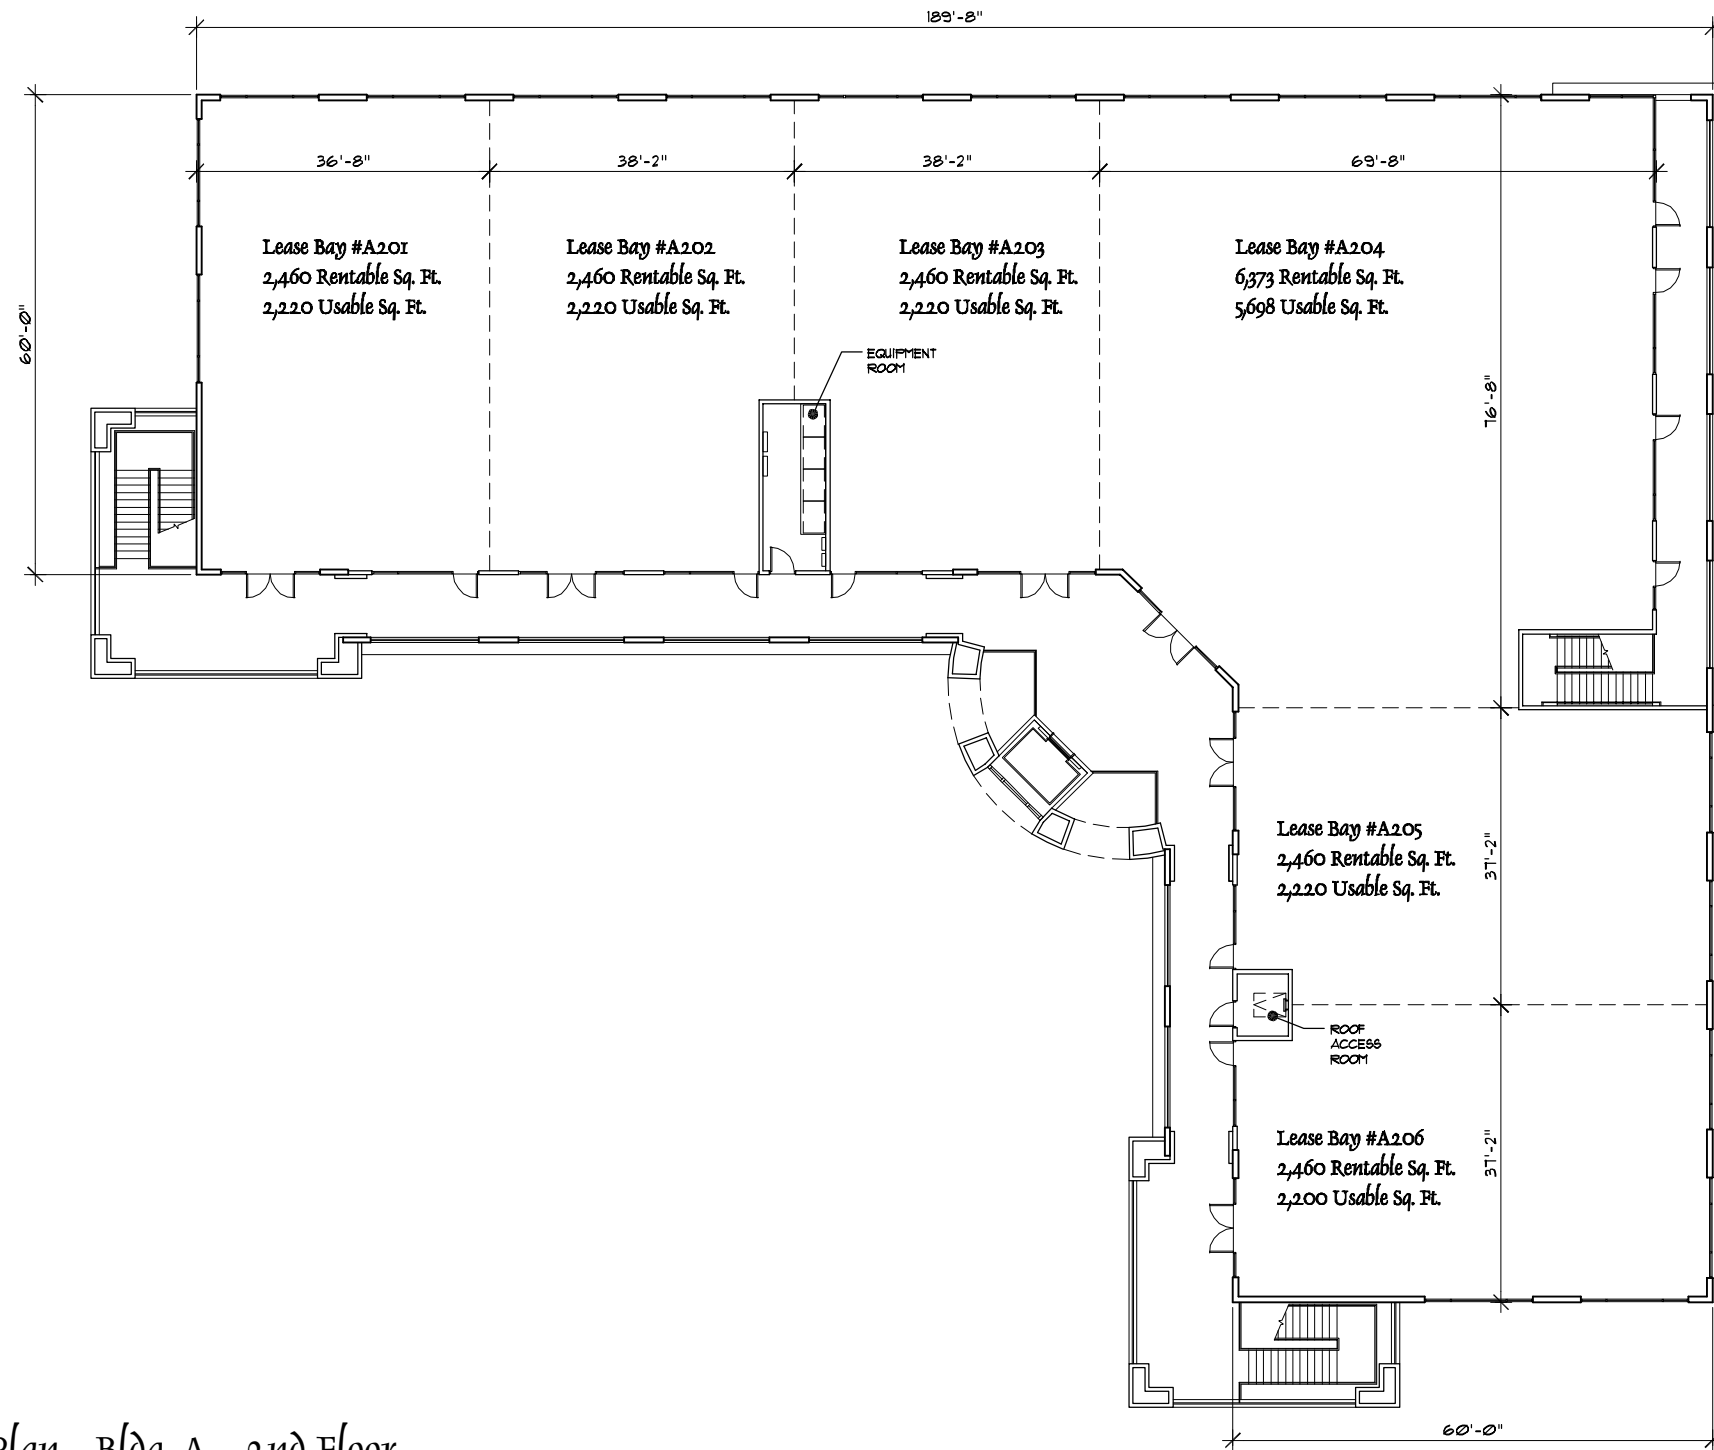 189'-8"
36'-8"
38'-2"
38'-2"
69'-8"
60'-0"
Lease Bay #A201
2,460 Rentable Sq. Ft.
2,220 Usable Sq. Ft.
Lease Bay #A202
2,460 Rentable Sq. Ft.
2,220 Usable Sq. Ft.
Lease Bay #A203
2,460 Rentable Sq. Ft.
2,220 Usable Sq. Ft.
Lease Bay #A204
6,373 Rentable Sq. Ft.
5,698 Usable Sq. Ft.
EQUIPMENT
ROOM
76'-8"
Lease Bay #A205
2,460 Rentable Sq. Ft.
2,220 Usable Sq. Ft.
37'-2"
ROOF
ACCESS
ROOM
Lease Bay #A206
2,460 Rentable Sq. Ft.
2,200 Usable Sq. Ft.
37'-2"
60'-0"
Plan - Bldg. A - 2nd Floor